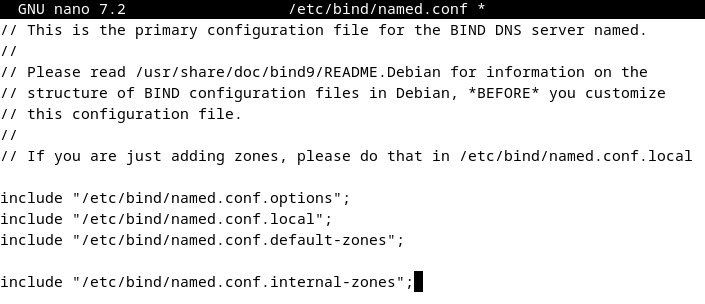 GNU nano 7.2 /etc/bind/named.conf *
// This is the primary configuration file for the BIND DNS server named.
//
// Please read /usr/share/doc/bind9/README.Debian for information on the
// structure of BIND configuration files in Debian, *BEFORE* you customize
// this configuration file.
//
// If you are just adding zones, please do that in /etc/bind/named.conf.local
include "/etc/bind/named.conf.options";
include "/etc/bind/named.conf.local";
include "/etc/bind/named.conf.default-zones";
include "/etc/bind/named.conf.internal-zones";